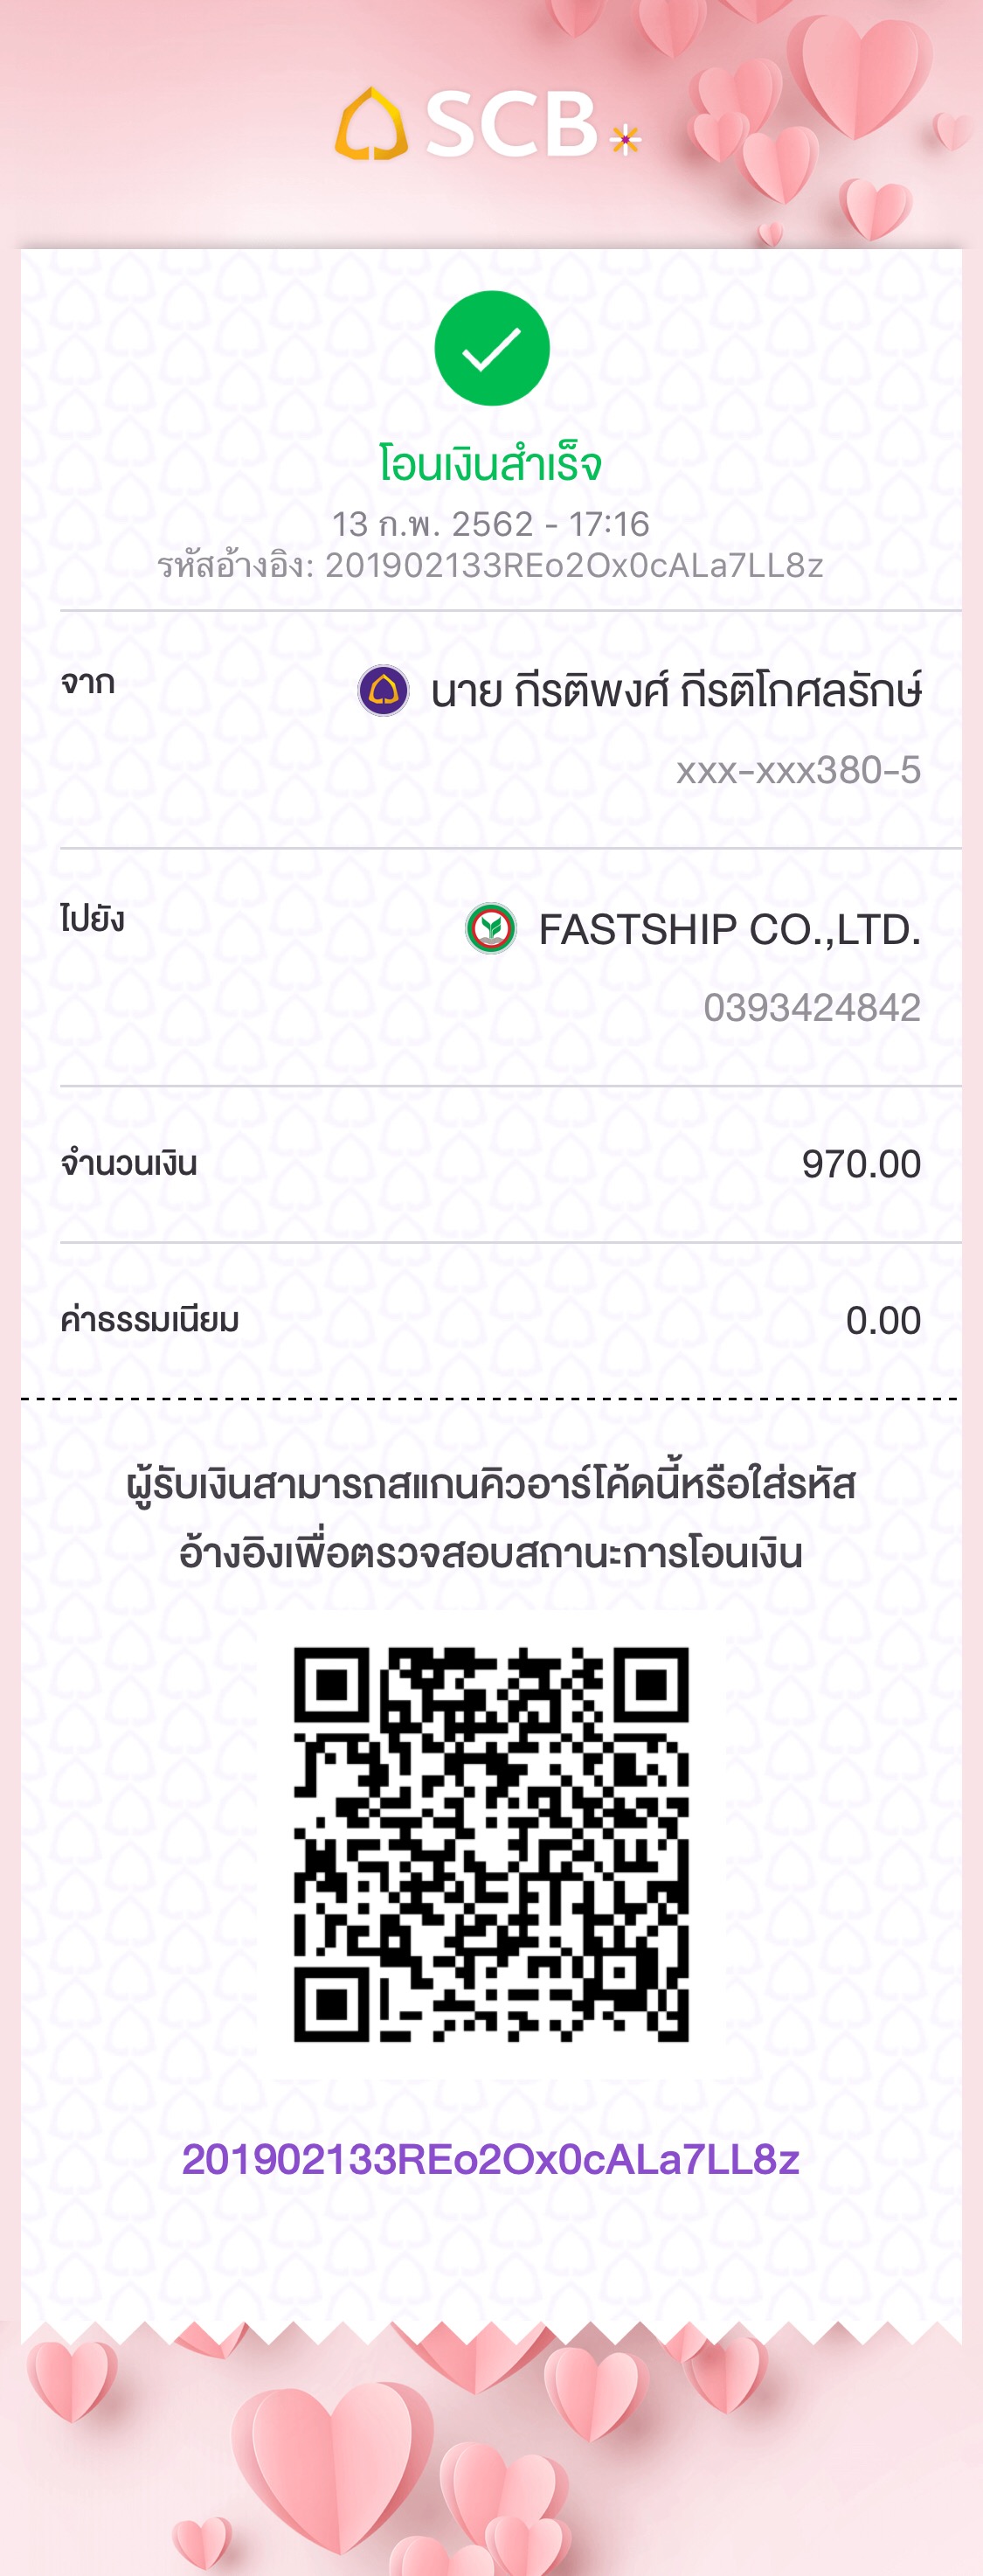 SCB
โอนเงินสำเร็จ
13 ก.พ. 2562 - 17:16
รหัสอ้างอิง: 201902133REo2Ox0cALa7LL8z
จาก
นาย กีรติพงศ์ กีรติโกศลรักษ์
xxx-xxx380-5
ไปยัง
FASTSHIP CO.,LTD.
0393424842
จำนวนเงิน
970.00
ค่าธรรมเนียม
0.00
ผู้รับเงินสามารถสแกนคิวอาร์โค้ดนี้หรือใส่รหัส
อ้างอิงเพื่อตรวจสอบสถานะการโอนเงิน
201902133REo2Ox0cALa7LL8z